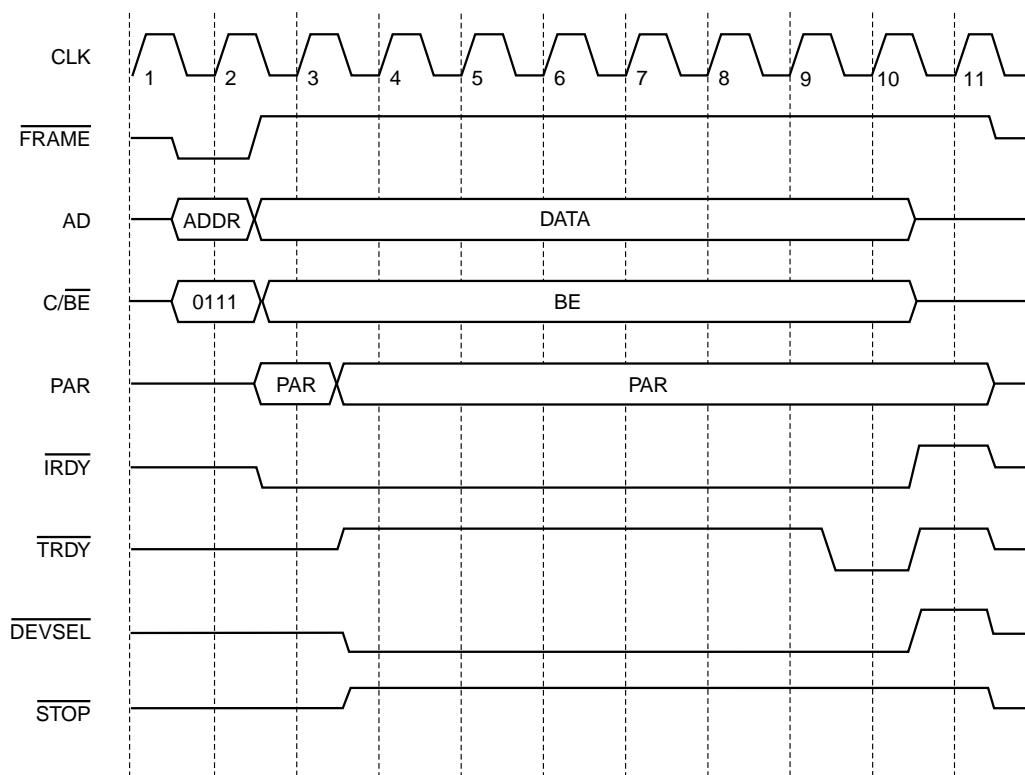 CLK
1 2 3 4 5 6 7 8 9 10 11
FRAME
AD ADDR DATA
C/BE 0111 BE
PAR PAR PAR
IRDY
TRDY
DEVSEL
STOP